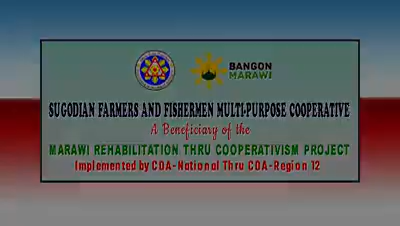 BANGON
MARAWI
SUGODIAN FARMERS AND FISHERMEN MULTI-PURPOSE COOPERATIVE
A Beneficiary of the
MARAWI REHABILITATION THRU COOPERATIVISM PROJECT
Implemented by CDA-National Thru CDA-Region 12